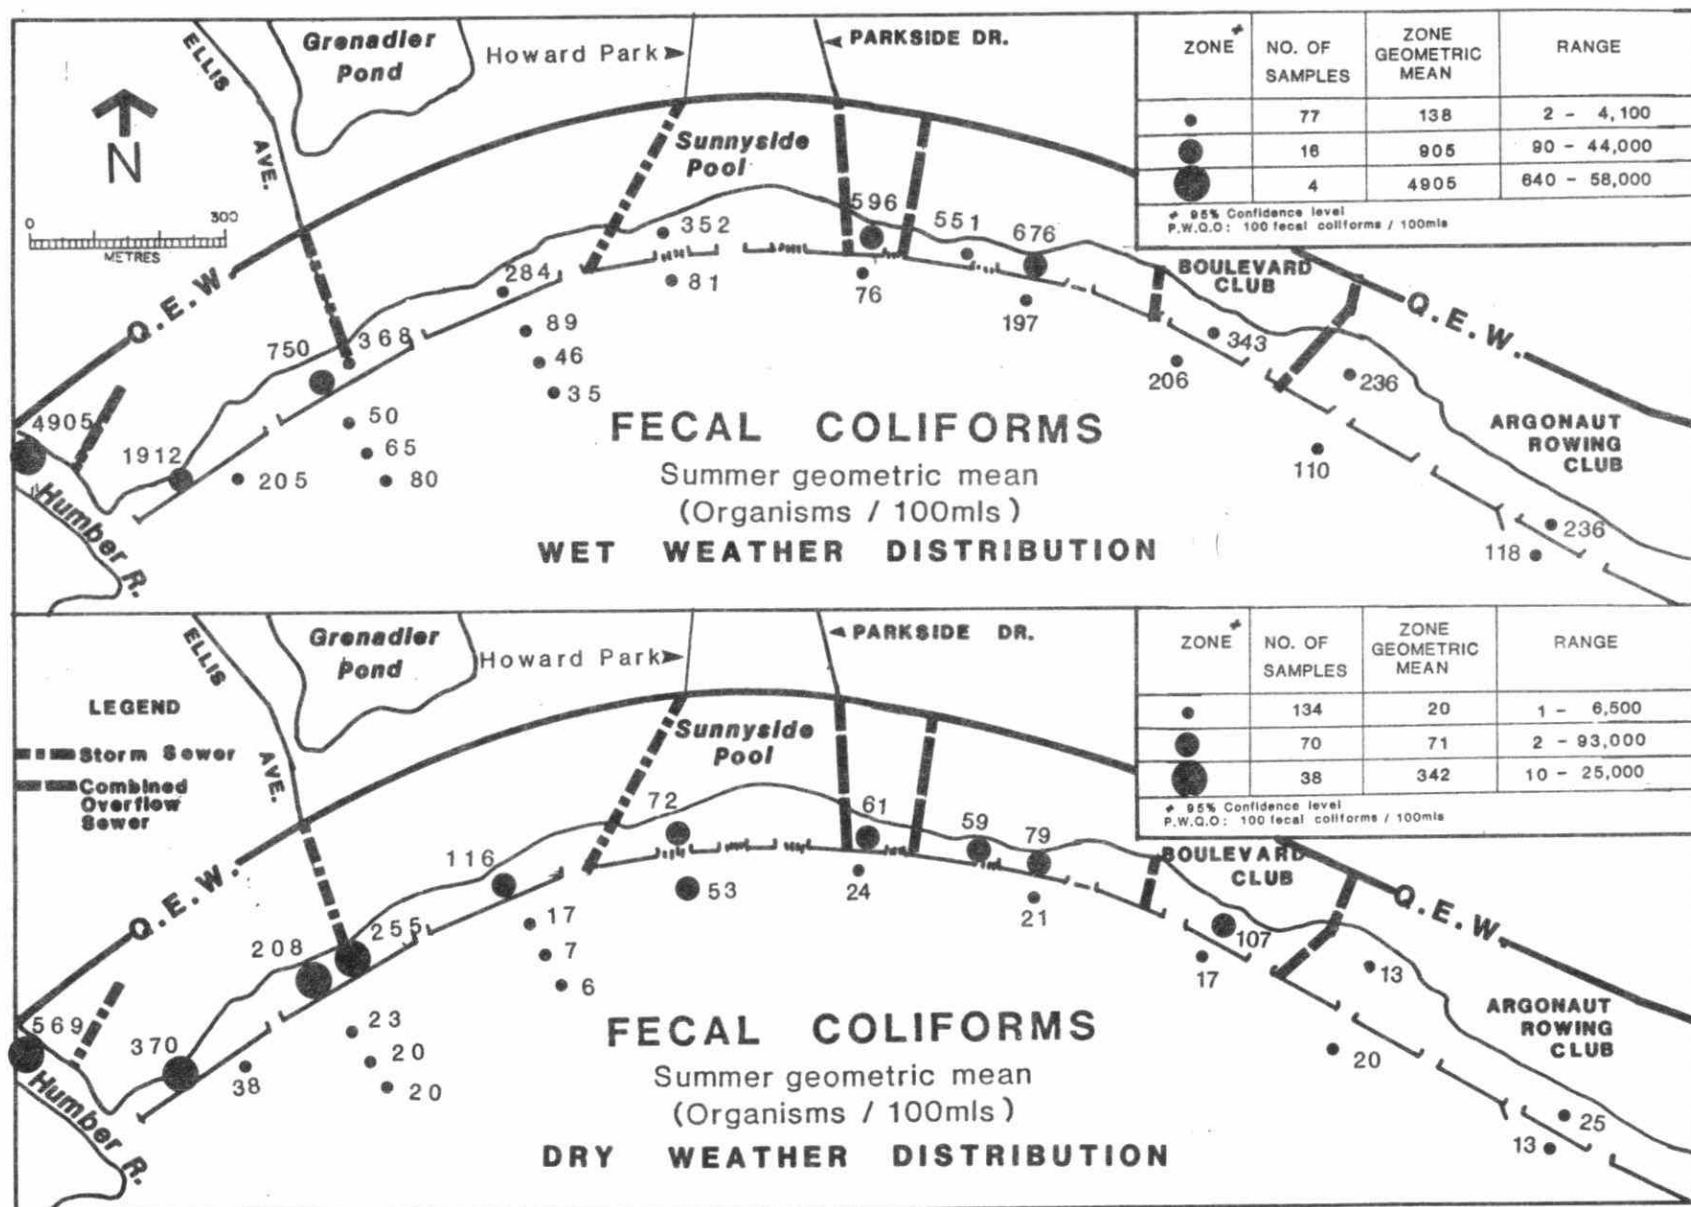 ELLIS
AVE.
Grenadier
Pond
Howard Park
PARKSIDE DR.
N
0 300
METRES
Q.E.W
Sunnyside
Pool
ZONE * NO. OF SAMPLES ZONE GEOMETRIC MEAN RANGE
77 138 2 - 4,100
16 905 90 - 44,000
4 4905 640 - 58,000
* 95% Confidence level
P.W.Q.O: 100 fecal coliforms / 100mls
596
551
676
352
284
81
76
197
BOULEVARD
CLUB
Q.E.W.
750
368
89
46
35
343
206
236
4905
1912
205
50
65
80
110
ARGONAUT
ROWING
CLUB
236
118
Humber R.
FECAL COLIFORMS
Summer geometric mean
(Organisms / 100mls)
WET WEATHER DISTRIBUTION
ELLIS
AVE.
Grenadier
Pond
Howard Park
PARKSIDE DR.
LEGEND
Storm Sewer
Combined
Overflow
Sewer
Q.E.W.
Sunnyside
Pool
ZONE * NO. OF SAMPLES ZONE GEOMETRIC MEAN RANGE
134 20 1 - 6,500
70 71 2 - 93,000
38 342 10 - 25,000
* 95% Confidence level
P.W.Q.O: 100 fecal coliforms / 100mls
72
61
59
79
116
53
24
21
BOULEVARD
CLUB
Q.E.W.
208
255
17
7
6
107
17
13
569
370
38
23
20
20
20
ARGONAUT
ROWING
CLUB
25
13
Humber R.
FECAL COLIFORMS
Summer geometric mean
(Organisms / 100mls)
DRY WEATHER DISTRIBUTION